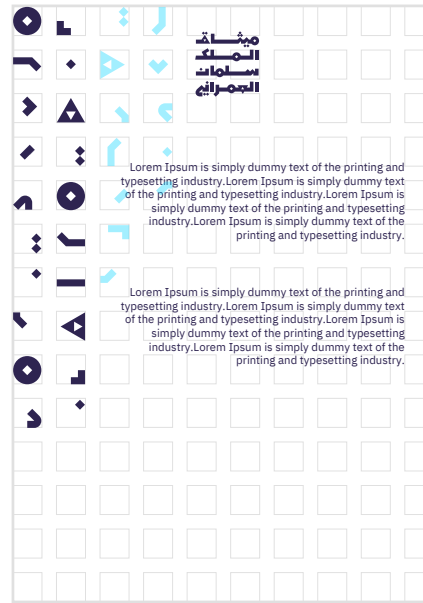 ميثاق
الملك
سلمان
العمراني
Lorem Ipsum is simply dummy text of the printing and
typesetting industry.Lorem Ipsum is simply dummy text
of the printing and typesetting industry.Lorem Ipsum is
simply dummy text of the printing and typesetting
industry.Lorem Ipsum is simply dummy text of the
printing and typesetting industry.
Lorem Ipsum is simply dummy text of the printing and
typesetting industry.Lorem Ipsum is simply dummy text
of the printing and typesetting industry.Lorem Ipsum is
simply dummy text of the printing and typesetting
industry.Lorem Ipsum is simply dummy text of the
printing and typesetting industry.